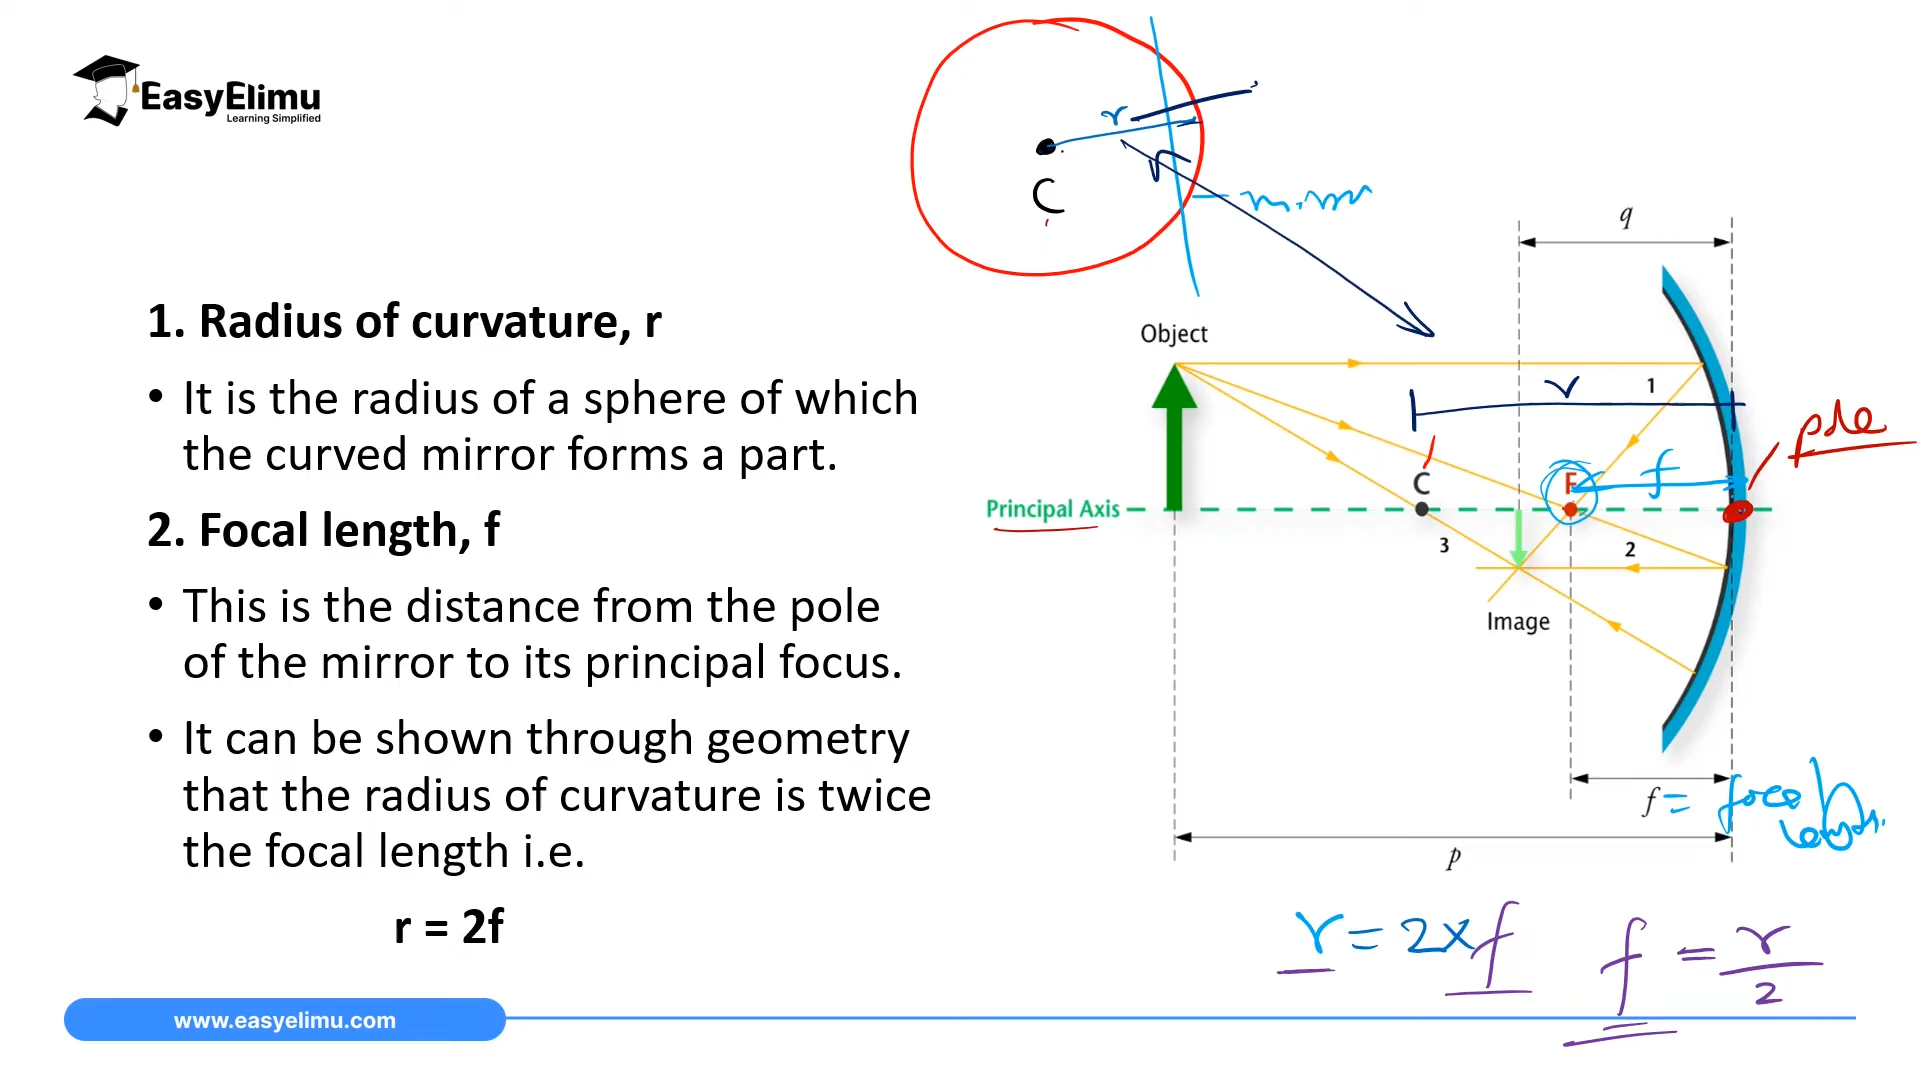 EasyElimu
Learning Simplified
1. Radius of curvature, r
• It is the radius of a sphere of which
the curved mirror forms a part.
2. Focal length, f
• This is the distance from the pole
of the mirror to its principal focus.
• It can be shown through geometry
that the radius of curvature is twice
the focal length i.e.
r = 2f
www.easyelimu.com
r
C
q
Object
r
1
pole
C
F
f
Principal Axis
3
2
Image
f =
length
p
r = 2 x f
f = r/2